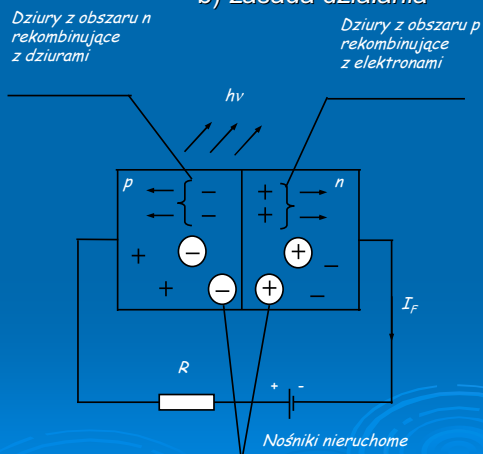 b) zasada działania
Dziury z obszaru n
rekombinujące
z dziurami
Dziury z obszaru p
rekombinujące
z elektronami
hν
p
n
I_F
R
+ -
Nośniki nieruchome